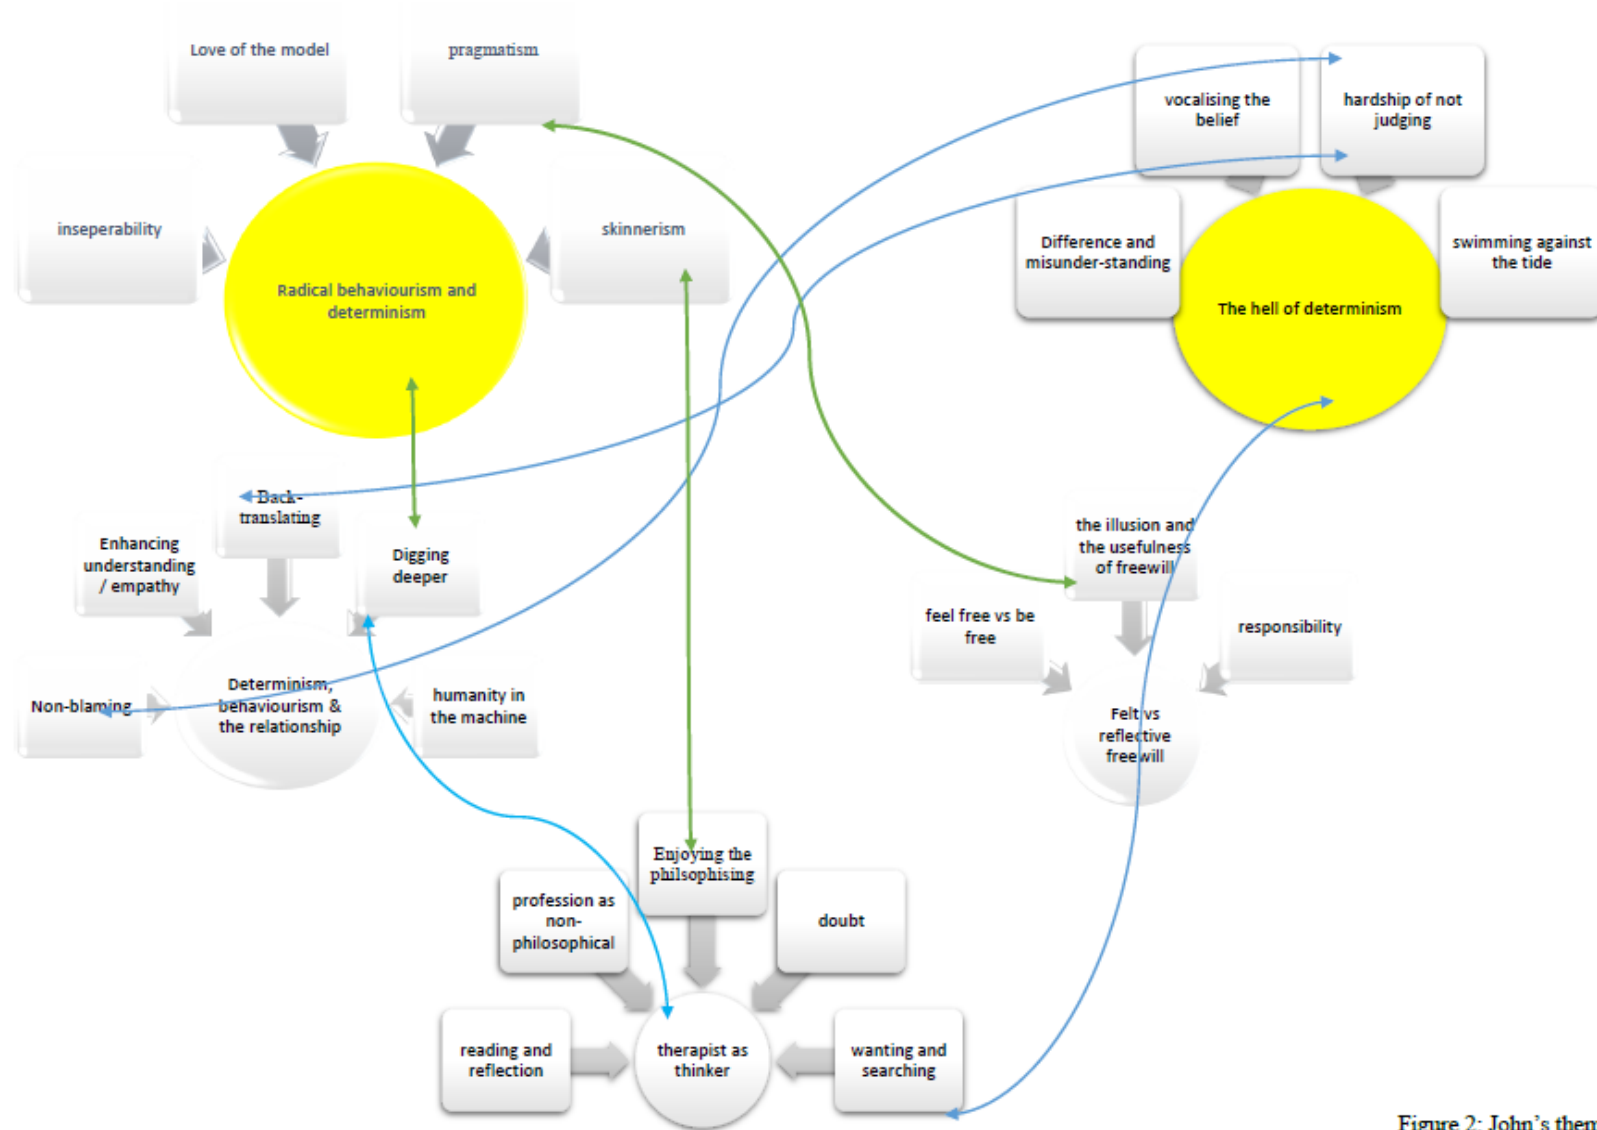 Love of the model
pragmatism
inseperability
skinnerism
Radical behaviourism and
determinism
vocalising the
belief
hardship of not
judging
Difference and
misunder-standing
swimming against
the tide
The hell of determinism
Back-
translating
Enhancing
understanding
/ empathy
Digging
deeper
Non-blaming
Determinism,
behaviourism &
the relationship
humanity in
the machine
the illusion and
the usefulness
of freewill
feel free vs be
free
responsibility
Felt vs
reflective
freewill
Enjoying the
philsophising
profession as
non-
philosophical
doubt
reading and
reflection
therapist as
thinker
wanting and
searching
Figure 2: John's them